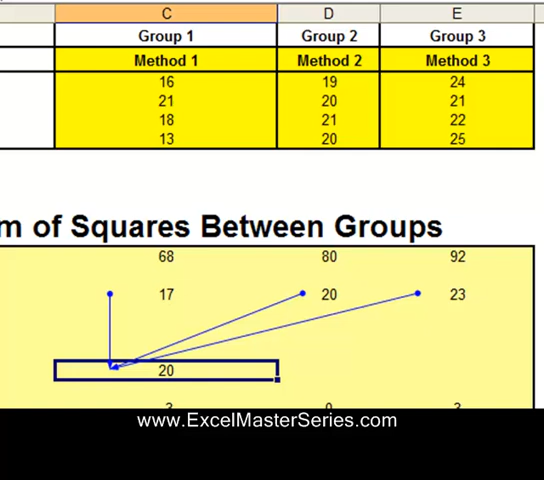 C D E
Group 1 Group 2 Group 3
Method 1 Method 2 Method 3
16 19 24
21 20 21
18 21 22
13 20 25
m of Squares Between Groups
68 80 92
17 20 23
20
www.ExcelMasterSeries.com